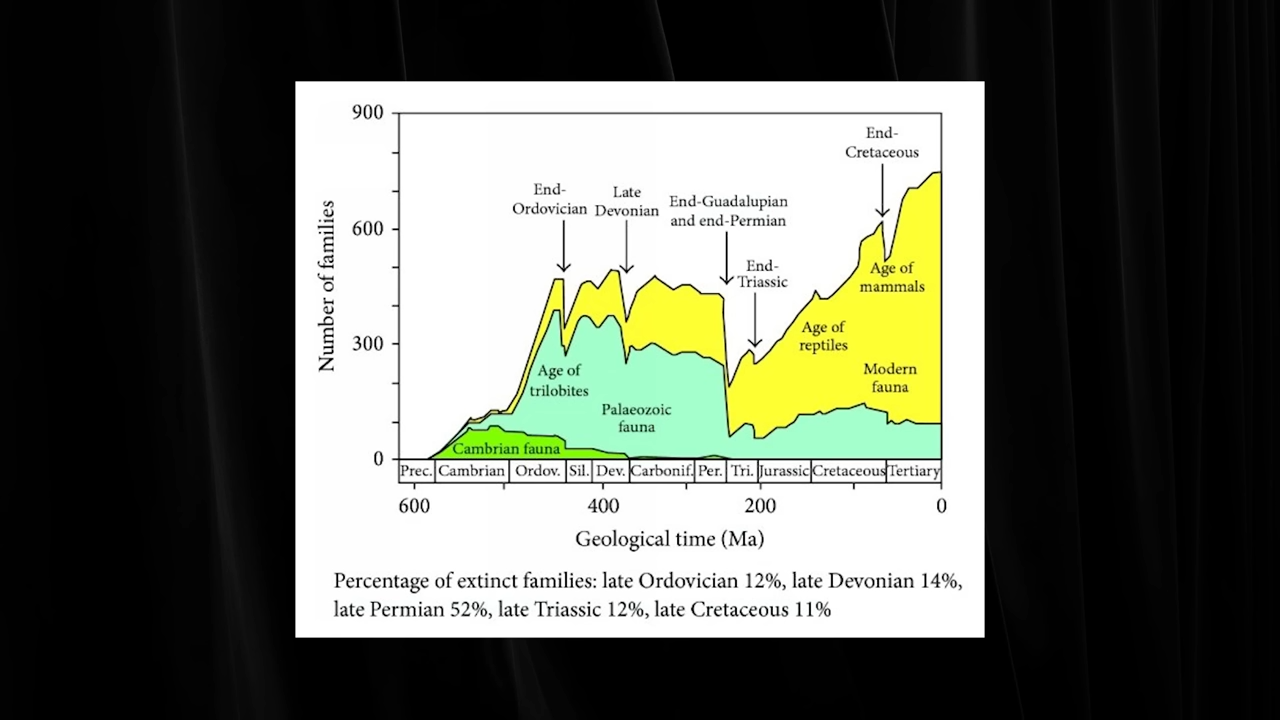 900
600
300
0
Number of families
End-
Ordovician
Late
Devonian
End-Guadalupian
and end-Permian
End-
Triassic
End-
Cretaceous
Age of
mammals
Age of
reptiles
Modern
fauna
Age of
trilobites
Palaeozoic
fauna
Cambrian fauna
Prec. Cambrian Ordov. Sil. Dev. Carbonif. Per. Tri. Jurassic Cretaceous Tertiary
600 400 200 0
Geological time (Ma)
Percentage of extinct families: late Ordovician 12%, late Devonian 14%,
late Permian 52%, late Triassic 12%, late Cretaceous 11%